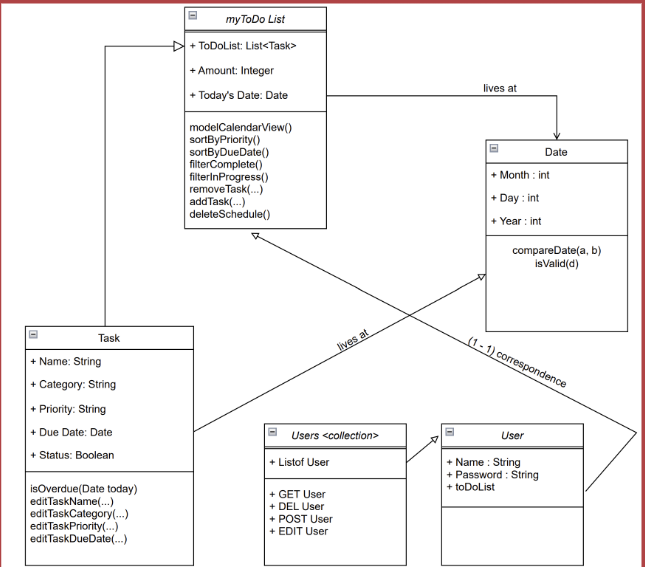 myToDo List
+ ToDoList: List<Task>
+ Amount: Integer
+ Today's Date: Date
modelCalendarView()
sortByPriority()
sortByDueDate()
filterComplete()
filterInProgress()
removeTask(...)
addTask(...)
deleteSchedule()
lives at
Date
+ Month : int
+ Day : int
+ Year : int
compareDate(a, b)
isValid(d)
lives at
(1 - 1) correspondence
Task
+ Name: String
+ Category: String
+ Priority: String
+ Due Date: Date
+ Status: Boolean
isOverdue(Date today)
editTaskName(...)
editTaskCategory(...)
editTaskPriority(...)
editTaskDueDate(...)
Users <collection>
+ Listof User
+ GET User
+ DEL User
+ POST User
+ EDIT User
User
+ Name : String
+ Password : String
+ toDoList